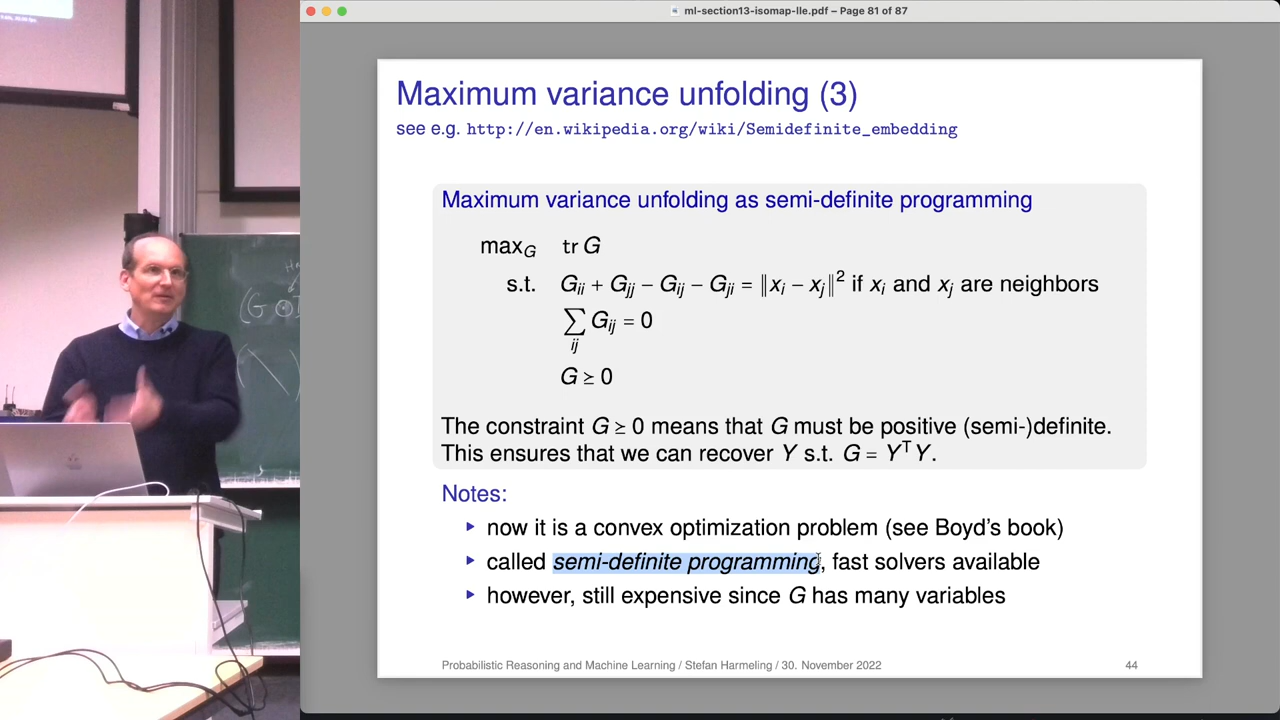 ml-section13-isomap-lle.pdf – Page 81 of 87
Maximum variance unfolding (3)
see e.g. http://en.wikipedia.org/wiki/Semidefinite_embedding
Maximum variance unfolding as semi-definite programming
max_G tr G
s.t. G_ii + G_jj − G_ij − G_ji = ‖x_i − x_j‖² if x_i and x_j are neighbors
∑_ij G_ij = 0
G ⪰ 0
The constraint G ⪰ 0 means that G must be positive (semi-)definite.
This ensures that we can recover Y s.t. G = Y^⊤Y.
Notes:
▸ now it is a convex optimization problem (see Boyd's book)
▸ called semi-definite programming, fast solvers available
▸ however, still expensive since G has many variables
Probabilistic Reasoning and Machine Learning / Stefan Harmeling / 30. November 2022 44